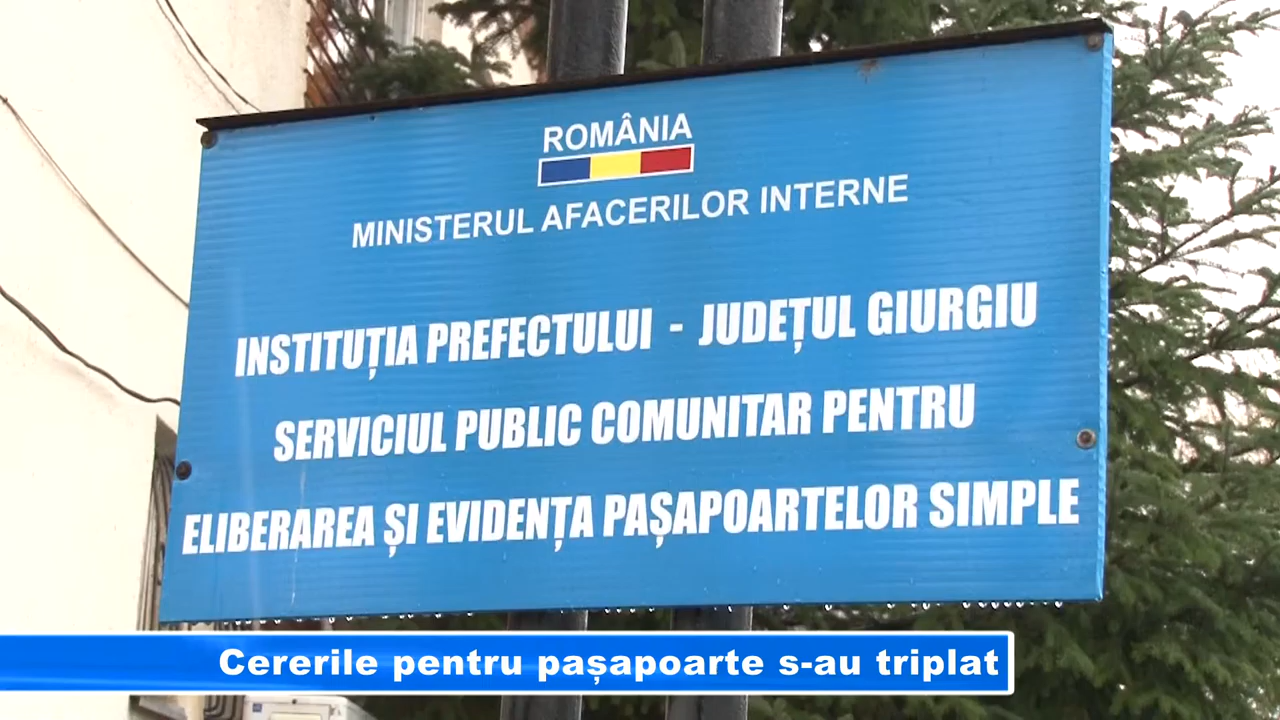 ROMÂNIA
MINISTERUL AFACERILOR INTERNE
INSTITUȚIA PREFECTULUI - JUDEȚUL GIURGIU
SERVICIUL PUBLIC COMUNITAR PENTRU
ELIBERAREA ȘI EVIDENȚA PAȘAPOARTELOR SIMPLE
Cererile pentru pașapoarte s-au triplat